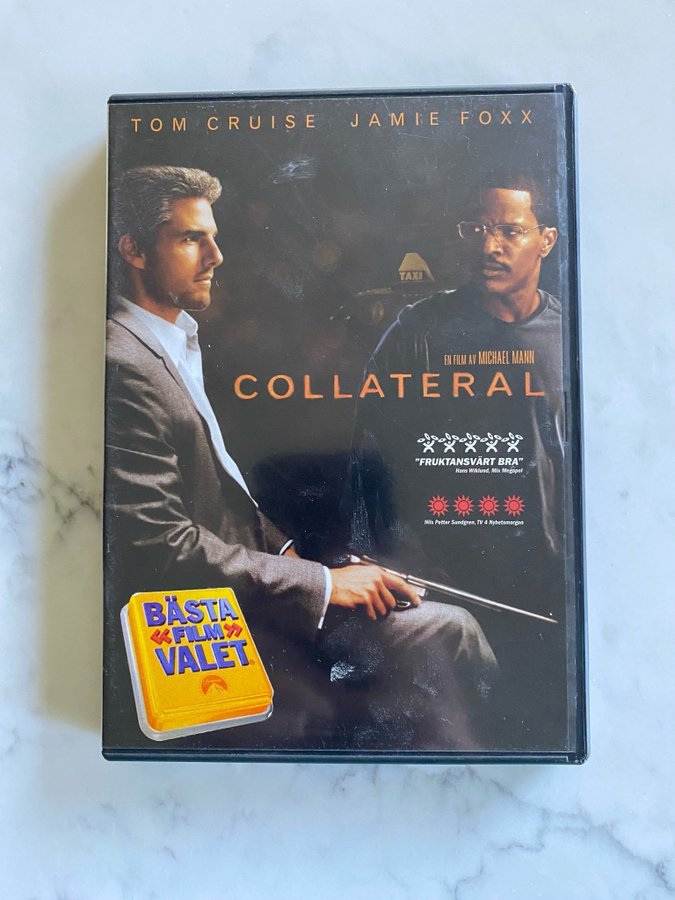 TOM CRUISE JAMIE FOXX
TAXI
EN FILM AV MICHAEL MANN
COLLATERAL
"FRUKTANSVÄRT BRA"
Hans Wiklund, Mix Megapol
Nils Petter Sundgren, TV 4 Nyhetsmorgon
BÄSTA
«FILM»
VALET